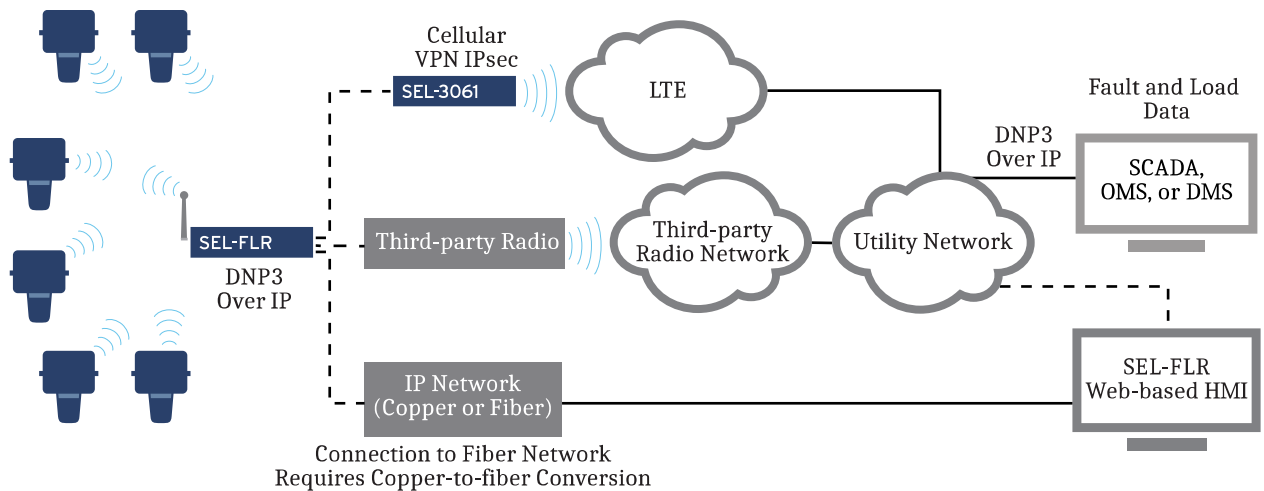 Cellular
VPN IPsec
SEL-3061
LTE
Fault and Load
Data
DNP3
Over IP
SCADA,
OMS, or DMS
SEL-FLR
DNP3
Over IP
Third-party Radio
Third-party
Radio Network
Utility Network
IP Network
(Copper or Fiber)
SEL-FLR
Web-based HMI
Connection to Fiber Network
Requires Copper-to-fiber Conversion